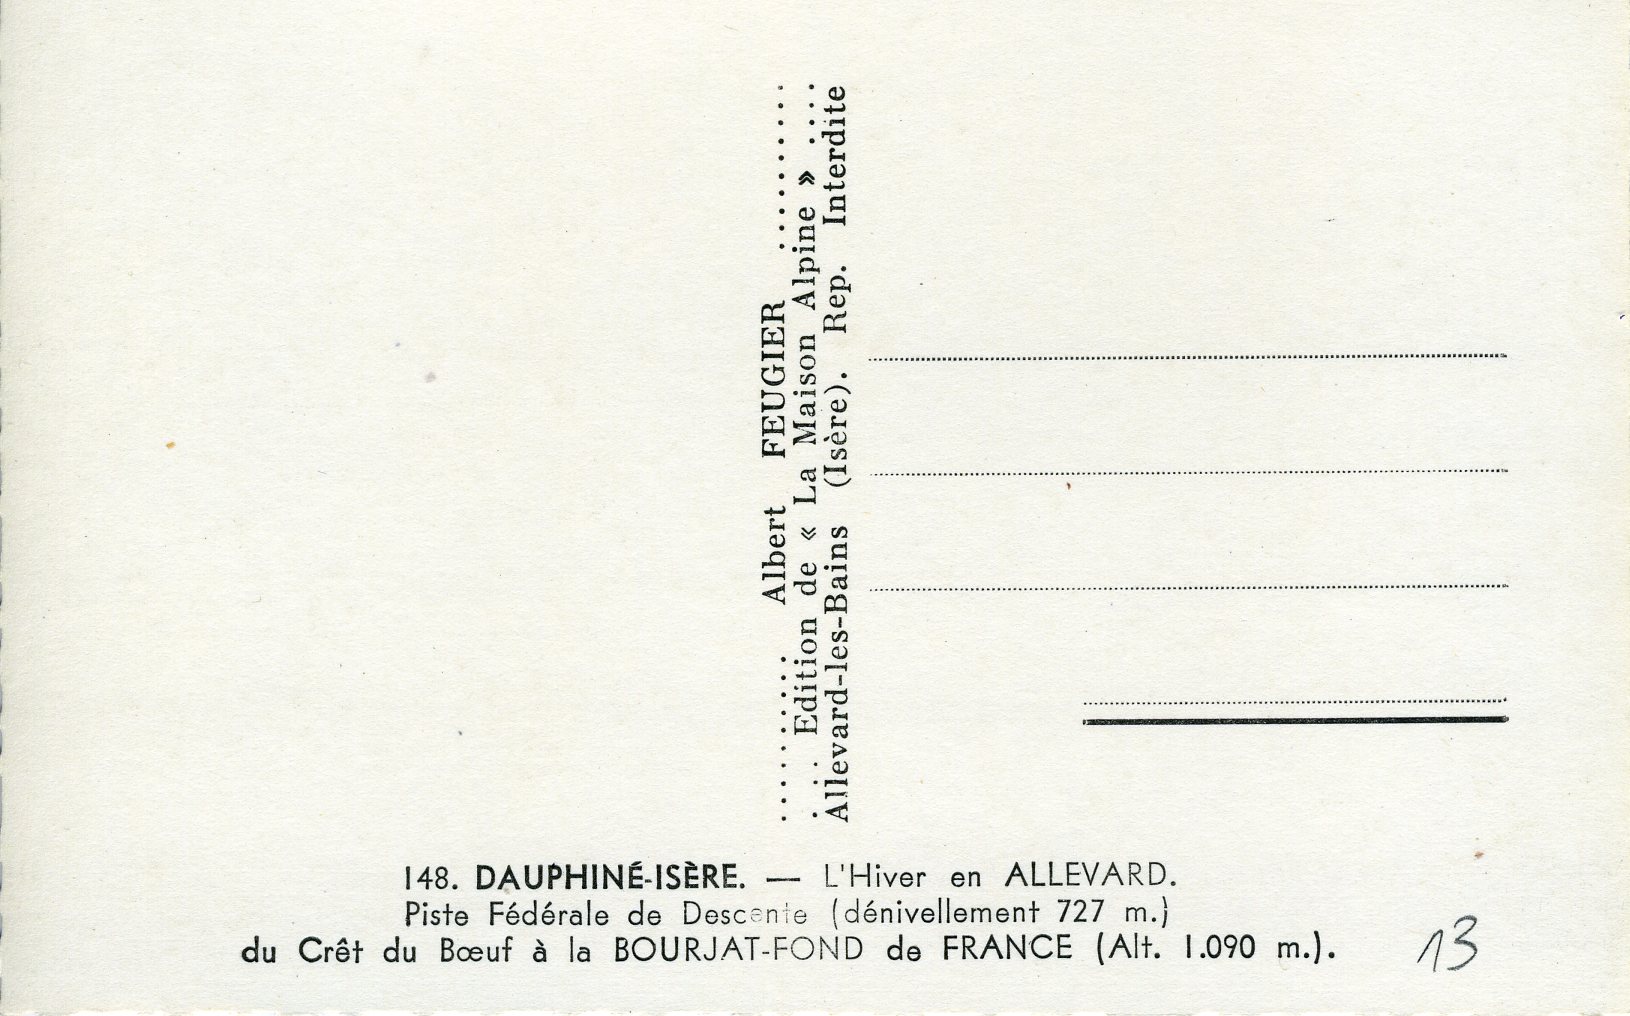 Albert FEUGIER
Edition de « La Maison Alpine »
Allevard-les-Bains (Isère). Rep. Interdite
148. DAUPHINÉ-ISÈRE. — L'Hiver en ALLEVARD.
Piste Fédérale de Descente (dénivellement 727 m.)
du Crêt du Bœuf à la BOURJAT-FOND de FRANCE (Alt. 1.090 m.).
13